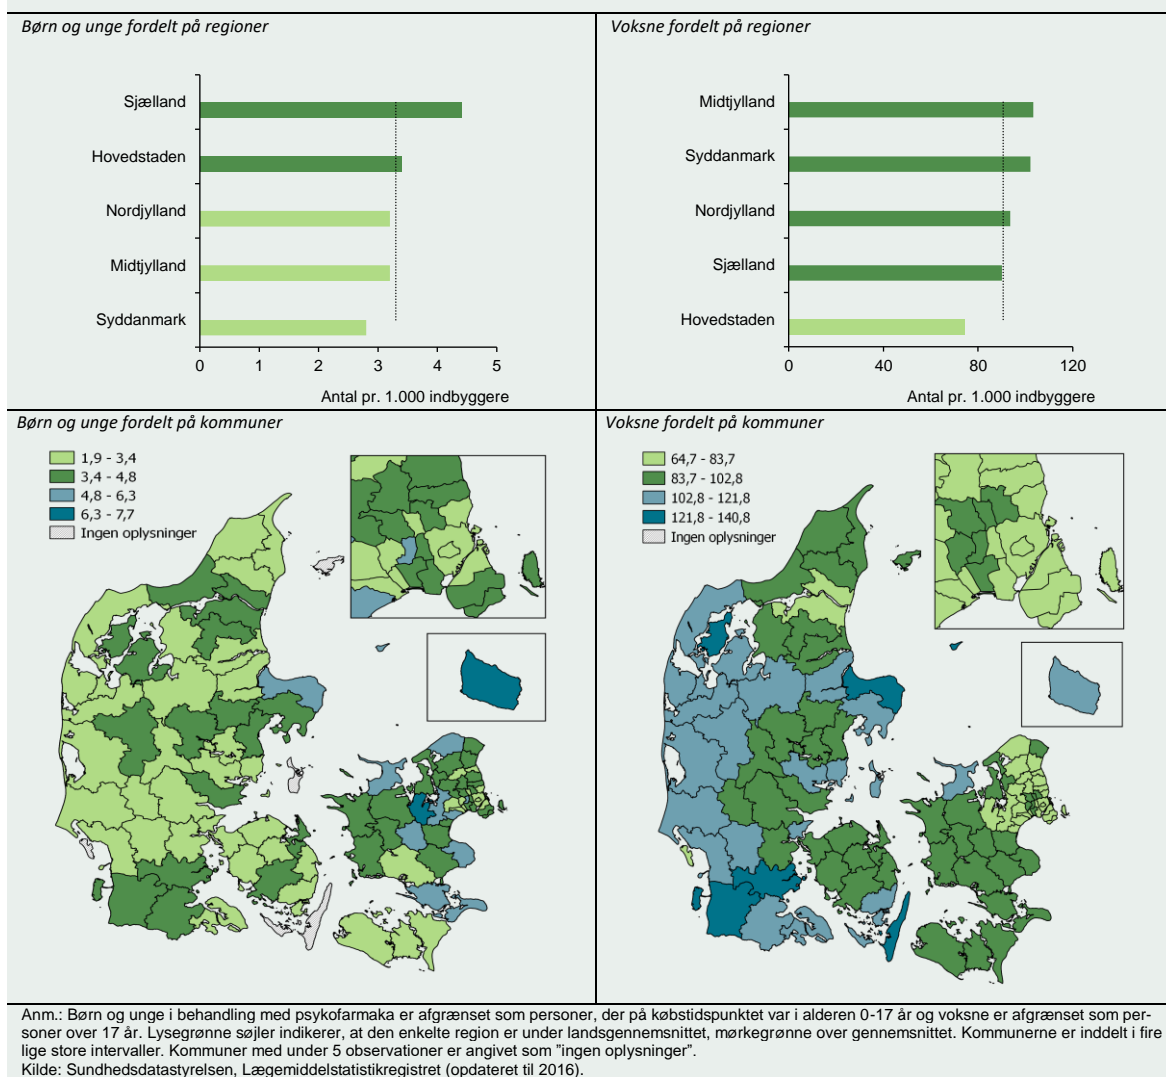 Børn og unge fordelt på regioner
Sjælland
Hovedstaden
Nordjylland
Midtjylland
Syddanmark
0 1 2 3 4 5
Antal pr. 1.000 indbyggere
Voksne fordelt på regioner
Midtjylland
Syddanmark
Nordjylland
Sjælland
Hovedstaden
0 40 80 120
Antal pr. 1.000 indbyggere
Børn og unge fordelt på kommuner
1,9 - 3,4
3,4 - 4,8
4,8 - 6,3
6,3 - 7,7
Ingen oplysninger
Voksne fordelt på kommuner
64,7 - 83,7
83,7 - 102,8
102,8 - 121,8
121,8 - 140,8
Ingen oplysninger
Anm.: Børn og unge i behandling med psykofarmaka er afgrænset som personer, der på købstidspunktet var i alderen 0-17 år og voksne er afgrænset som per-
soner over 17 år. Lysegrønne søjler indikerer, at den enkelte region er under landsgennemsnittet, mørkegrønne over gennemsnittet. Kommunerne er inddelt i fire
lige store intervaller. Kommuner med under 5 observationer er angivet som ”ingen oplysninger”.
Kilde: Sundhedsdatastyrelsen, Lægemiddelstatistikregistret (opdateret til 2016).